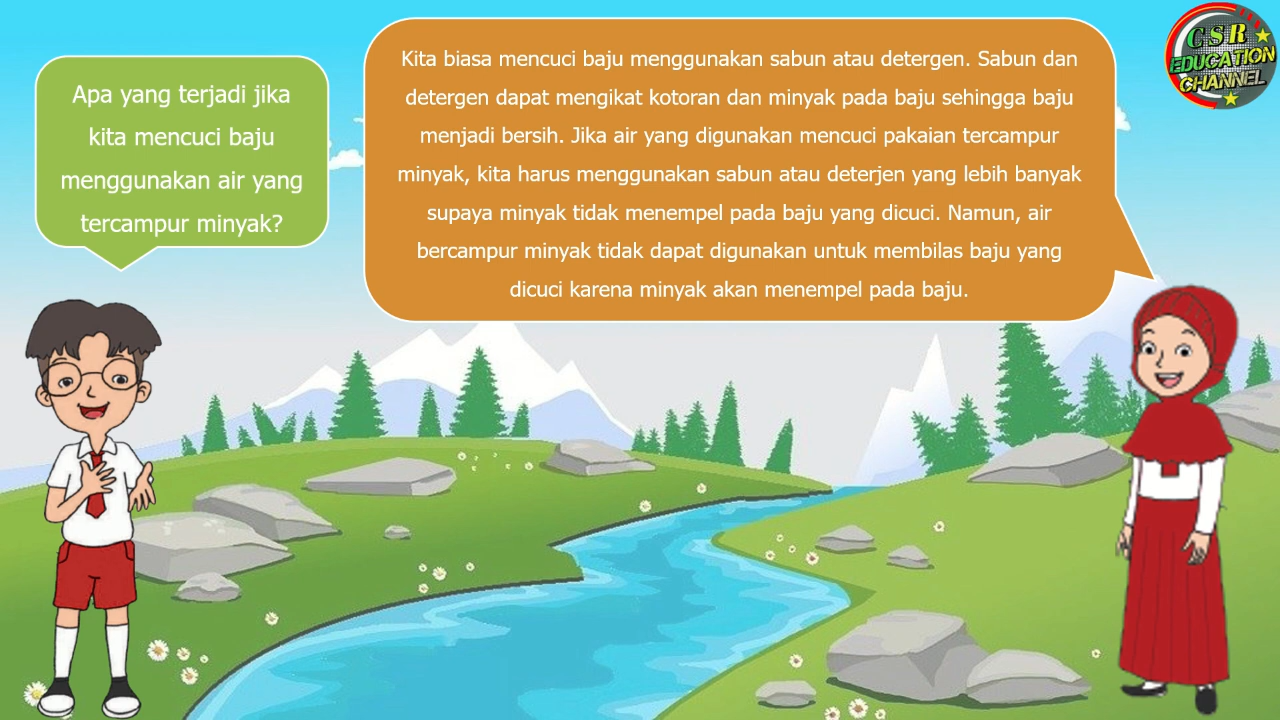 Apa yang terjadi jika
kita mencuci baju
menggunakan air yang
tercampur minyak?
Kita biasa mencuci baju menggunakan sabun atau detergen. Sabun dan
detergen dapat mengikat kotoran dan minyak pada baju sehingga baju
menjadi bersih. Jika air yang digunakan mencuci pakaian tercampur
minyak, kita harus menggunakan sabun atau deterjen yang lebih banyak
supaya minyak tidak menempel pada baju yang dicuci. Namun, air
bercampur minyak tidak dapat digunakan untuk membilas baju yang
dicuci karena minyak akan menempel pada baju.
CSR
EDUCATION
CHANNEL